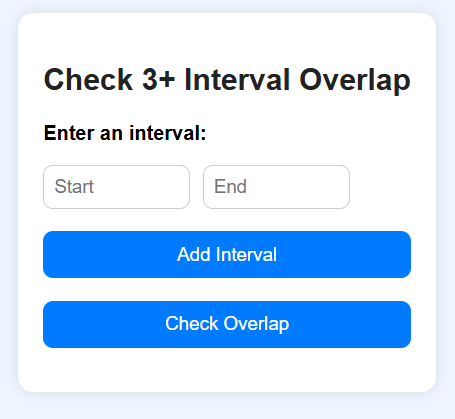 Check 3+ Interval Overlap
Enter an interval:
Start End
Add Interval
Check Overlap